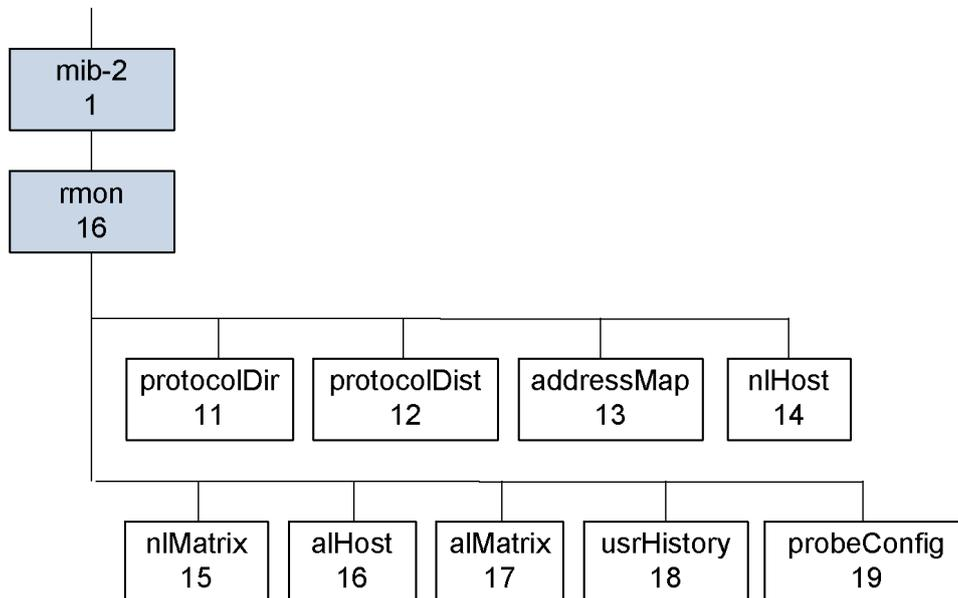 mib-2
1
rmon
16
protocolDir
11
protocolDist
12
addressMap
13
nlHost
14
nlMatrix
15
alHost
16
alMatrix
17
usrHistory
18
probeConfig
19